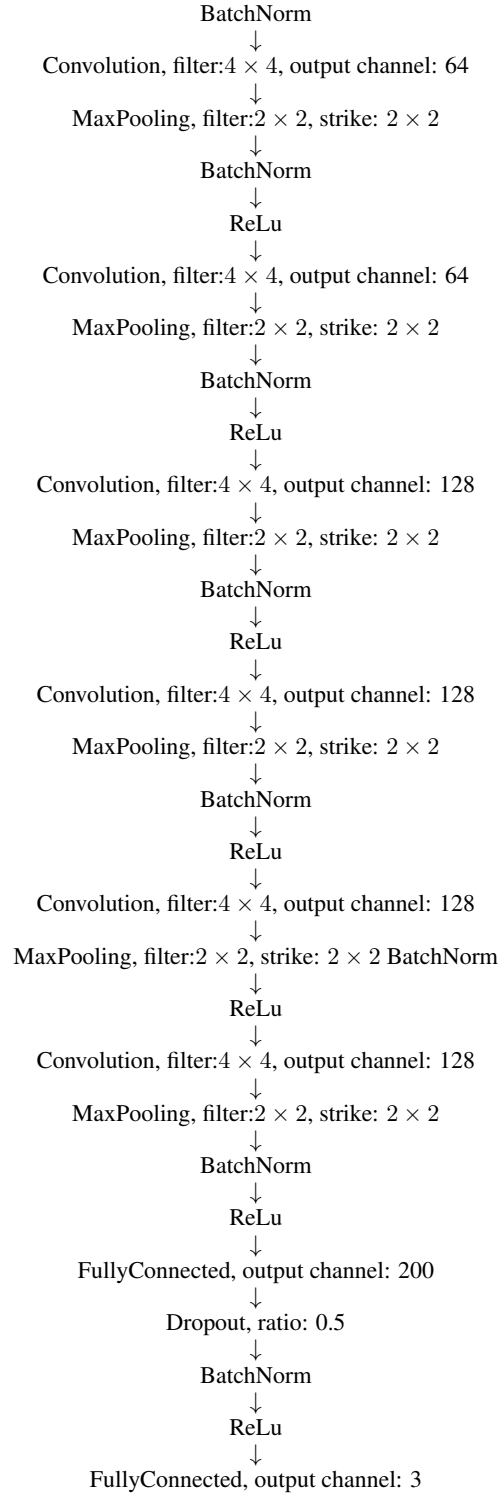 BatchNorm
↓
Convolution, filter:4 × 4, output channel: 64
↓
MaxPooling, filter:2 × 2, strike: 2 × 2
↓
BatchNorm
↓
ReLu
↓
Convolution, filter:4 × 4, output channel: 64
↓
MaxPooling, filter:2 × 2, strike: 2 × 2
↓
BatchNorm
↓
ReLu
↓
Convolution, filter:4 × 4, output channel: 128
↓
MaxPooling, filter:2 × 2, strike: 2 × 2
↓
BatchNorm
↓
ReLu
↓
Convolution, filter:4 × 4, output channel: 128
↓
MaxPooling, filter:2 × 2, strike: 2 × 2
↓
BatchNorm
↓
ReLu
↓
Convolution, filter:4 × 4, output channel: 128
↓
MaxPooling, filter:2 × 2, strike: 2 × 2 BatchNorm
↓
ReLu
↓
Convolution, filter:4 × 4, output channel: 128
↓
MaxPooling, filter:2 × 2, strike: 2 × 2
↓
BatchNorm
↓
ReLu
↓
FullyConnected, output channel: 200
↓
Dropout, ratio: 0.5
↓
BatchNorm
↓
ReLu
↓
FullyConnected, output channel: 3